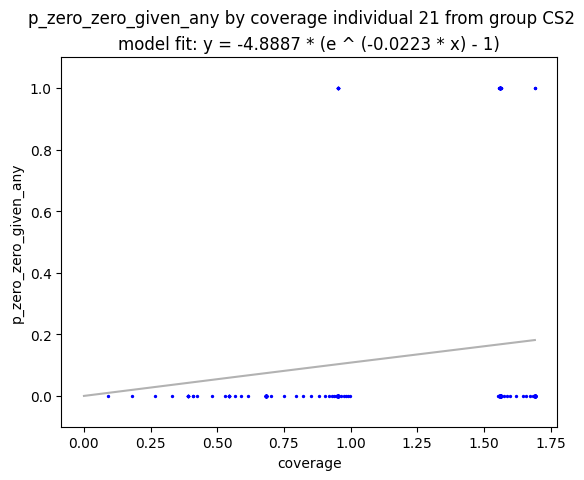 p_zero_zero_given_any by coverage individual 21 from group CS2
model fit: y = -4.8887 * (e ^ (-0.0223 * x) - 1)
1.0
0.8
0.6
0.4
0.2
0.0
p_zero_zero_given_any
0.00 0.25 0.50 0.75 1.00 1.25 1.50 1.75
coverage